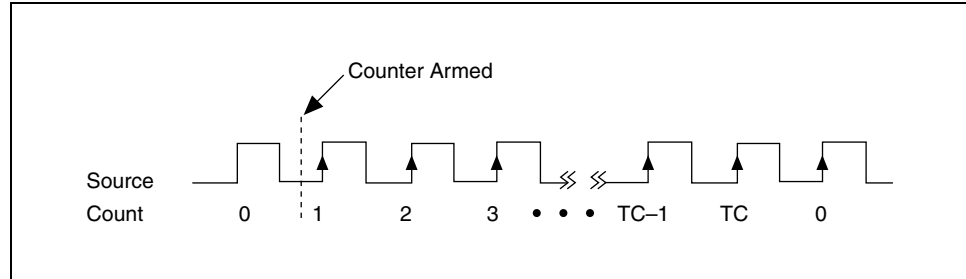 Counter Armed
Source
Count 0 1 2 3 • • • TC–1 TC 0